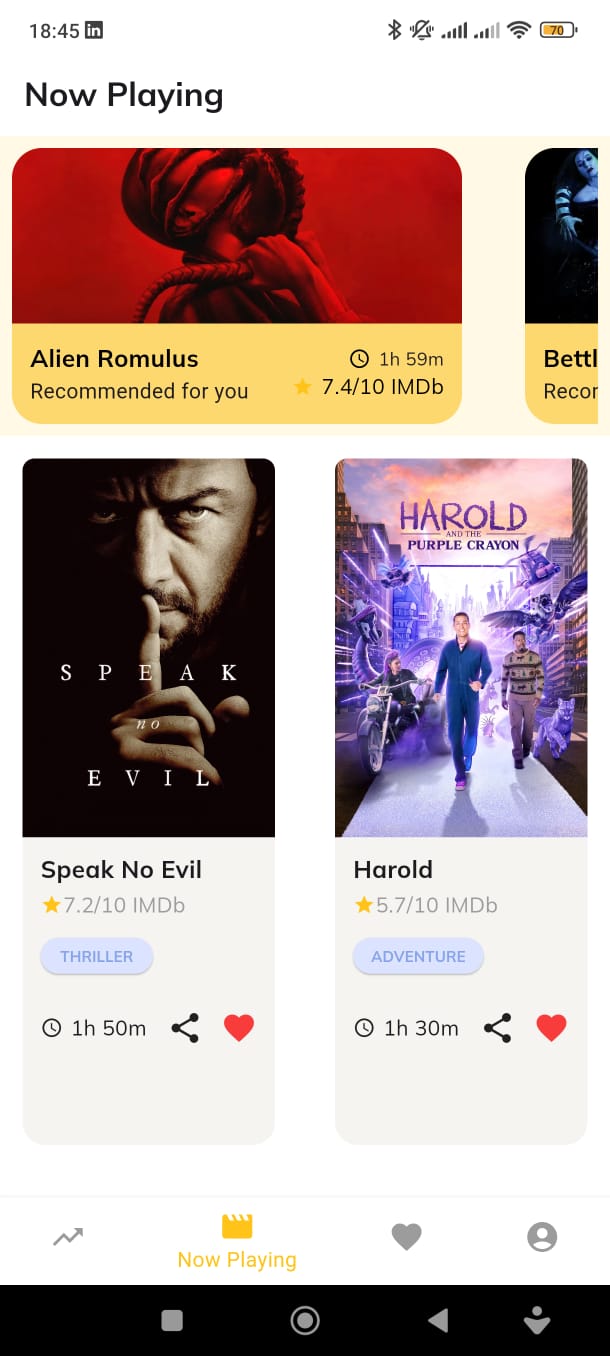 18:45
70
Now Playing
Alien Romulus
1h 59m
Recommended for you
7.4/10 IMDb
Bettl
Recor
SPEAK
no
EVIL
HAROLD
AND THE
PURPLE CRAYON
Speak No Evil
7.2/10 IMDb
THRILLER
1h 50m
Harold
5.7/10 IMDb
ADVENTURE
1h 30m
Now Playing